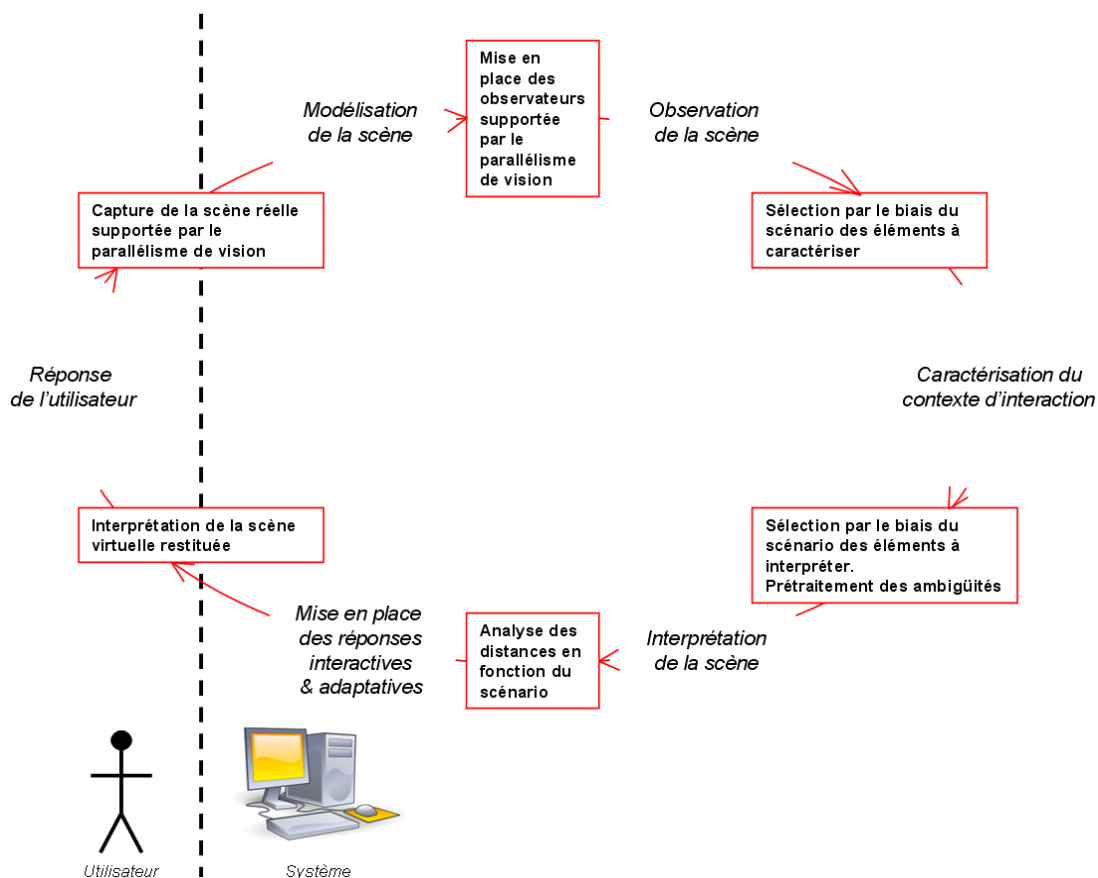 Mise en
place des
observateurs
supportée
par le
parallélisme
de vision
Modélisation
de la scène
Observation
de la scène
Capture de la scène réelle
supportée par le
parallélisme de vision
Sélection par le biais du
scénario des éléments à
caractériser
Réponse
de l'utilisateur
Caractérisation du
contexte d'interaction
Interprétation de la scène
virtuelle restituée
Sélection par le biais du
scénario des éléments à
interpréter.
Prétraitement des ambigüités
Mise en place
des réponses
interactives
& adaptatives
Analyse des
distances en
fonction du
scénario
Interprétation
de la scène
Utilisateur
Système